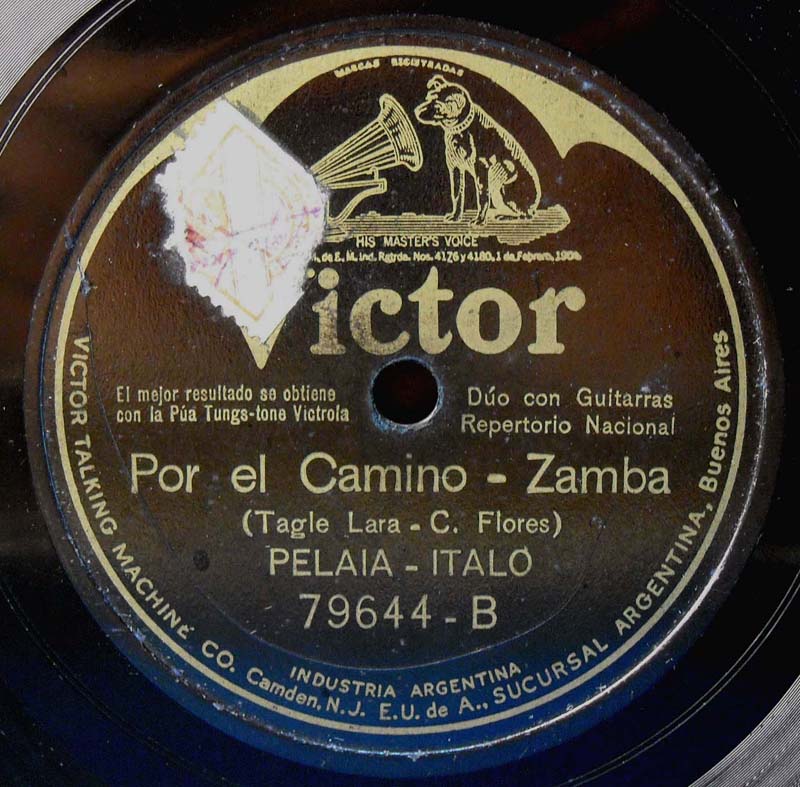 MARCAS REGISTRADAS
HIS MASTER'S VOICE
de E. M. Ind. Rgtrda. Nos. 4176 y 4180, 1 de Febrero,
Victor
El mejor resultado se obtiene
con la Púa Tungs-tone Victrola
Dúo con Guitarras
Repertorio Nacional
Por el Camino - Zamba
(Tagle Lara - C. Flores)
PELAIA - ITALO
79644 - B
INDUSTRIA ARGENTINA
VICTOR TALKING MACHINE CO. Camden, N.J. E.U. de A., SUCURSAL ARGENTINA, Buenos Aires